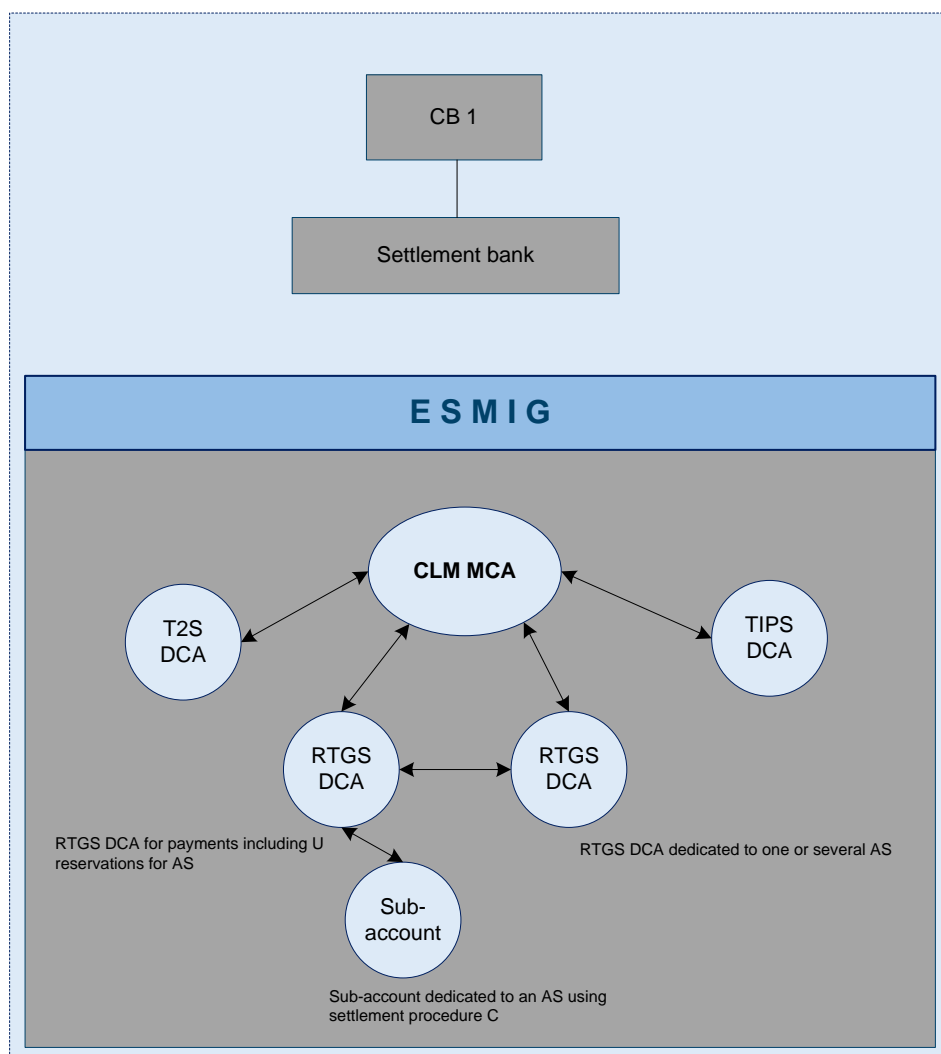 CB 1
Settlement bank
E S M I G
CLM MCA
T2S
DCA
TIPS
DCA
RTGS
DCA
RTGS
DCA
RTGS DCA for payments including U
reservations for AS
RTGS DCA dedicated to one or several AS
Sub-
account
Sub-account dedicated to an AS using
settlement procedure C